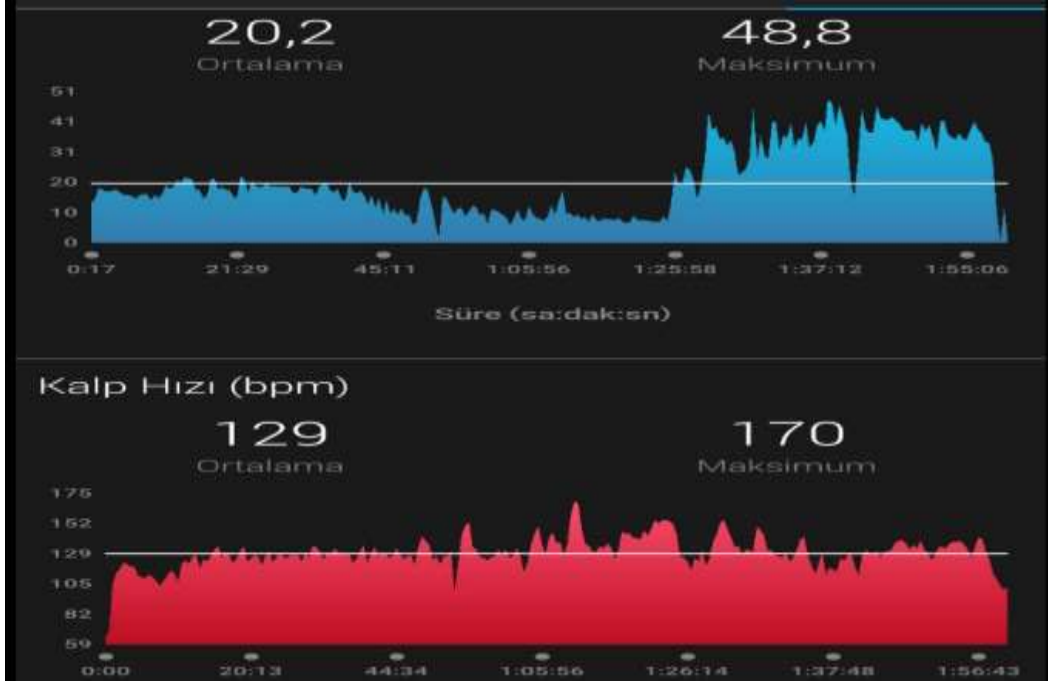 20,2 48,8
Ortalama Maksimum
51
41
31
20
10
0
0:17 21:29 45:11 1:05:56 1:25:58 1:37:12 1:55:06
Süre (sa:dak:sn)
Kalp Hızı (bpm)
129 170
Ortalama Maksimum
175
152
129
105
82
59
0:00 20:13 44:34 1:05:56 1:26:14 1:37:48 1:56:43